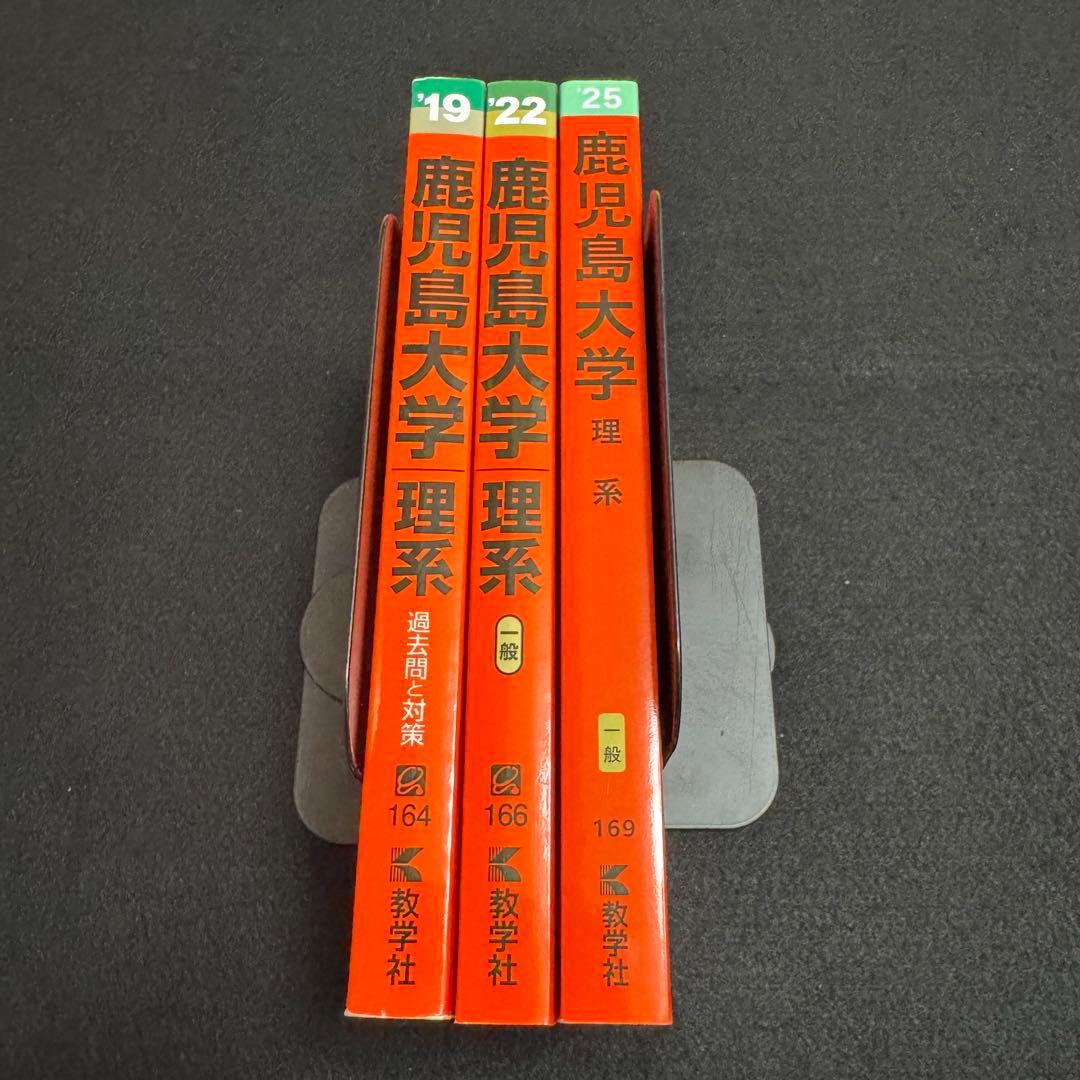 '19
鹿児島大学
理系
過去問と対策
164
教学社
'22
鹿児島大学
理系
一般
166
教学社
'25
鹿児島大学
理系
一般
169
教学社